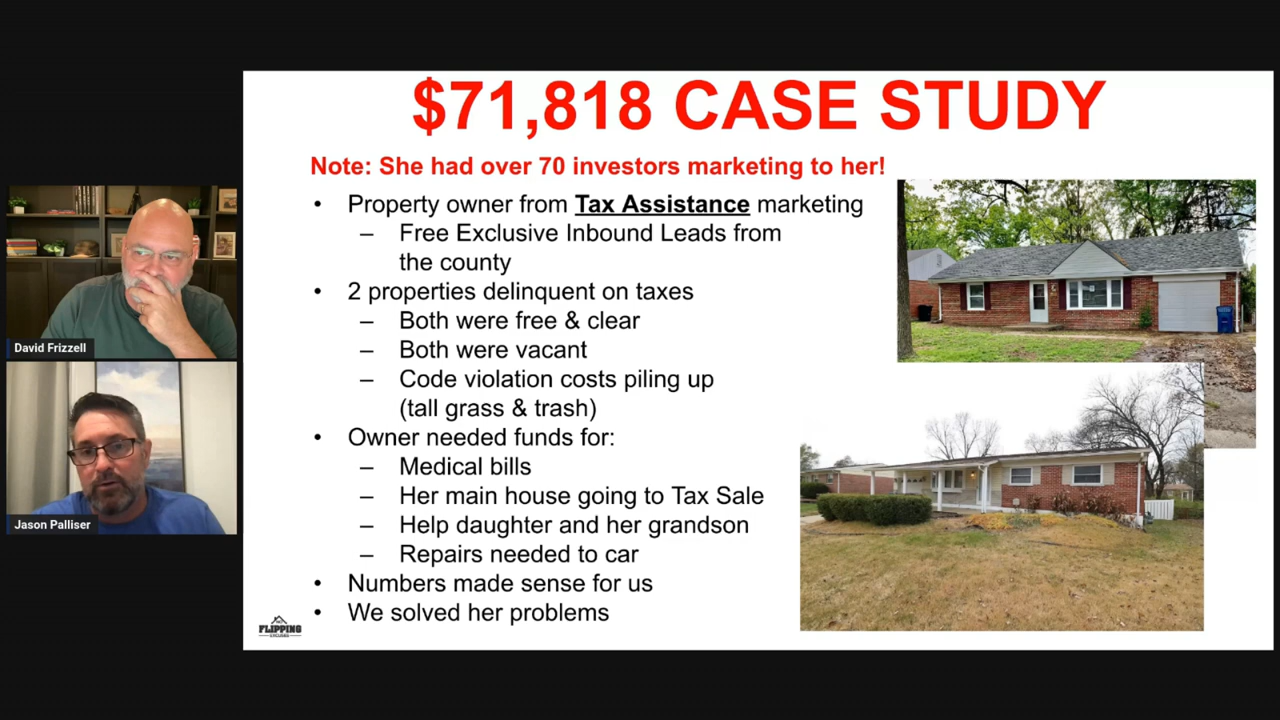 $71,818 CASE STUDY
Note: She had over 70 investors marketing to her!
• Property owner from Tax Assistance marketing
– Free Exclusive Inbound Leads from
the county
• 2 properties delinquent on taxes
– Both were free & clear
– Both were vacant
– Code violation costs piling up
(tall grass & trash)
• Owner needed funds for:
– Medical bills
– Her main house going to Tax Sale
– Help daughter and her grandson
– Repairs needed to car
• Numbers made sense for us
• We solved her problems
David Frizzell
Jason Palliser
FLIPPING